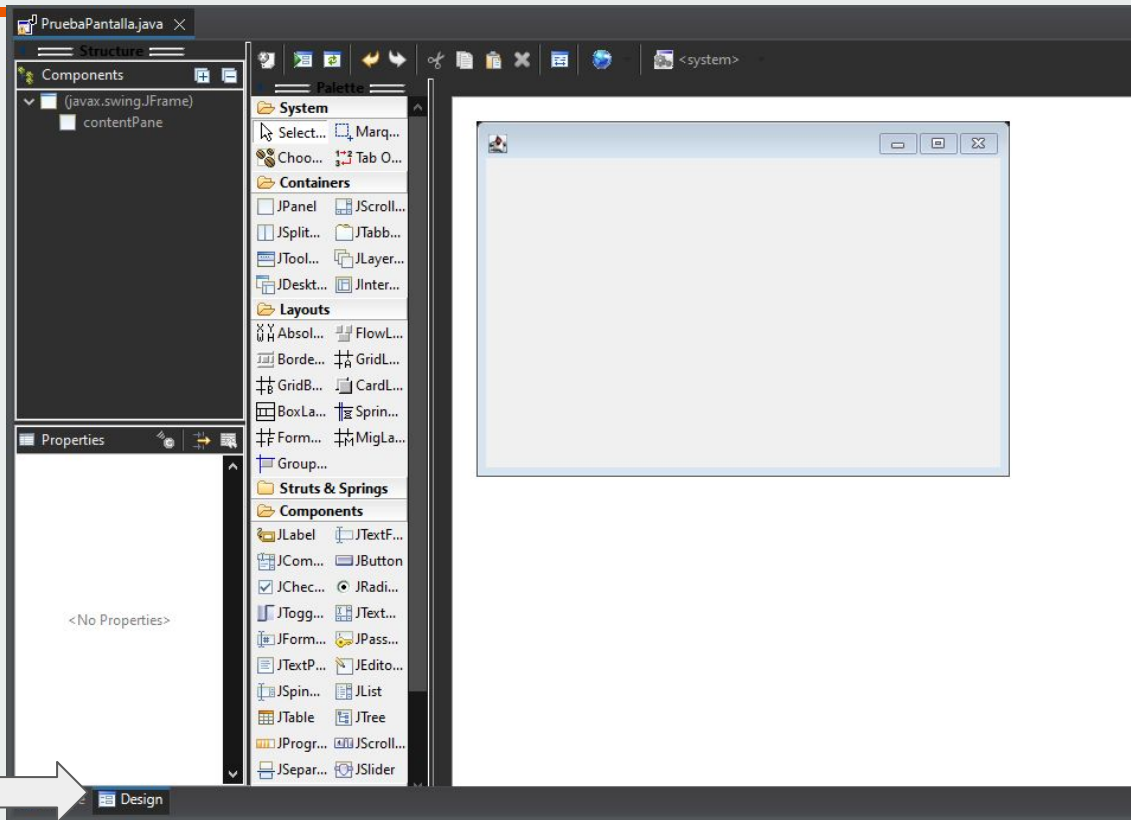 PruebaPantalla.java
Structure
Components
(javax.swing.JFrame)
contentPane
Properties
<No Properties>
<system>
Palette
System
Select... Marq...
Choo... Tab O...
Containers
JPanel JScroll...
JSplit... JTabb...
JTool... JLayer...
JDeskt... JInter...
Layouts
Absol... FlowL...
Borde... GridL...
GridB... CardL...
BoxLa... Sprin...
Form... MigLa...
Group...
Struts & Springs
Components
JLabel JTextF...
JCom... JButton
JChec... JRadi...
JTogg... JText...
JForm... JPass...
JTextP... JEdito...
JSpin... JList
JTable JTree
JProgr... JScroll...
JSepar... JSlider
Design